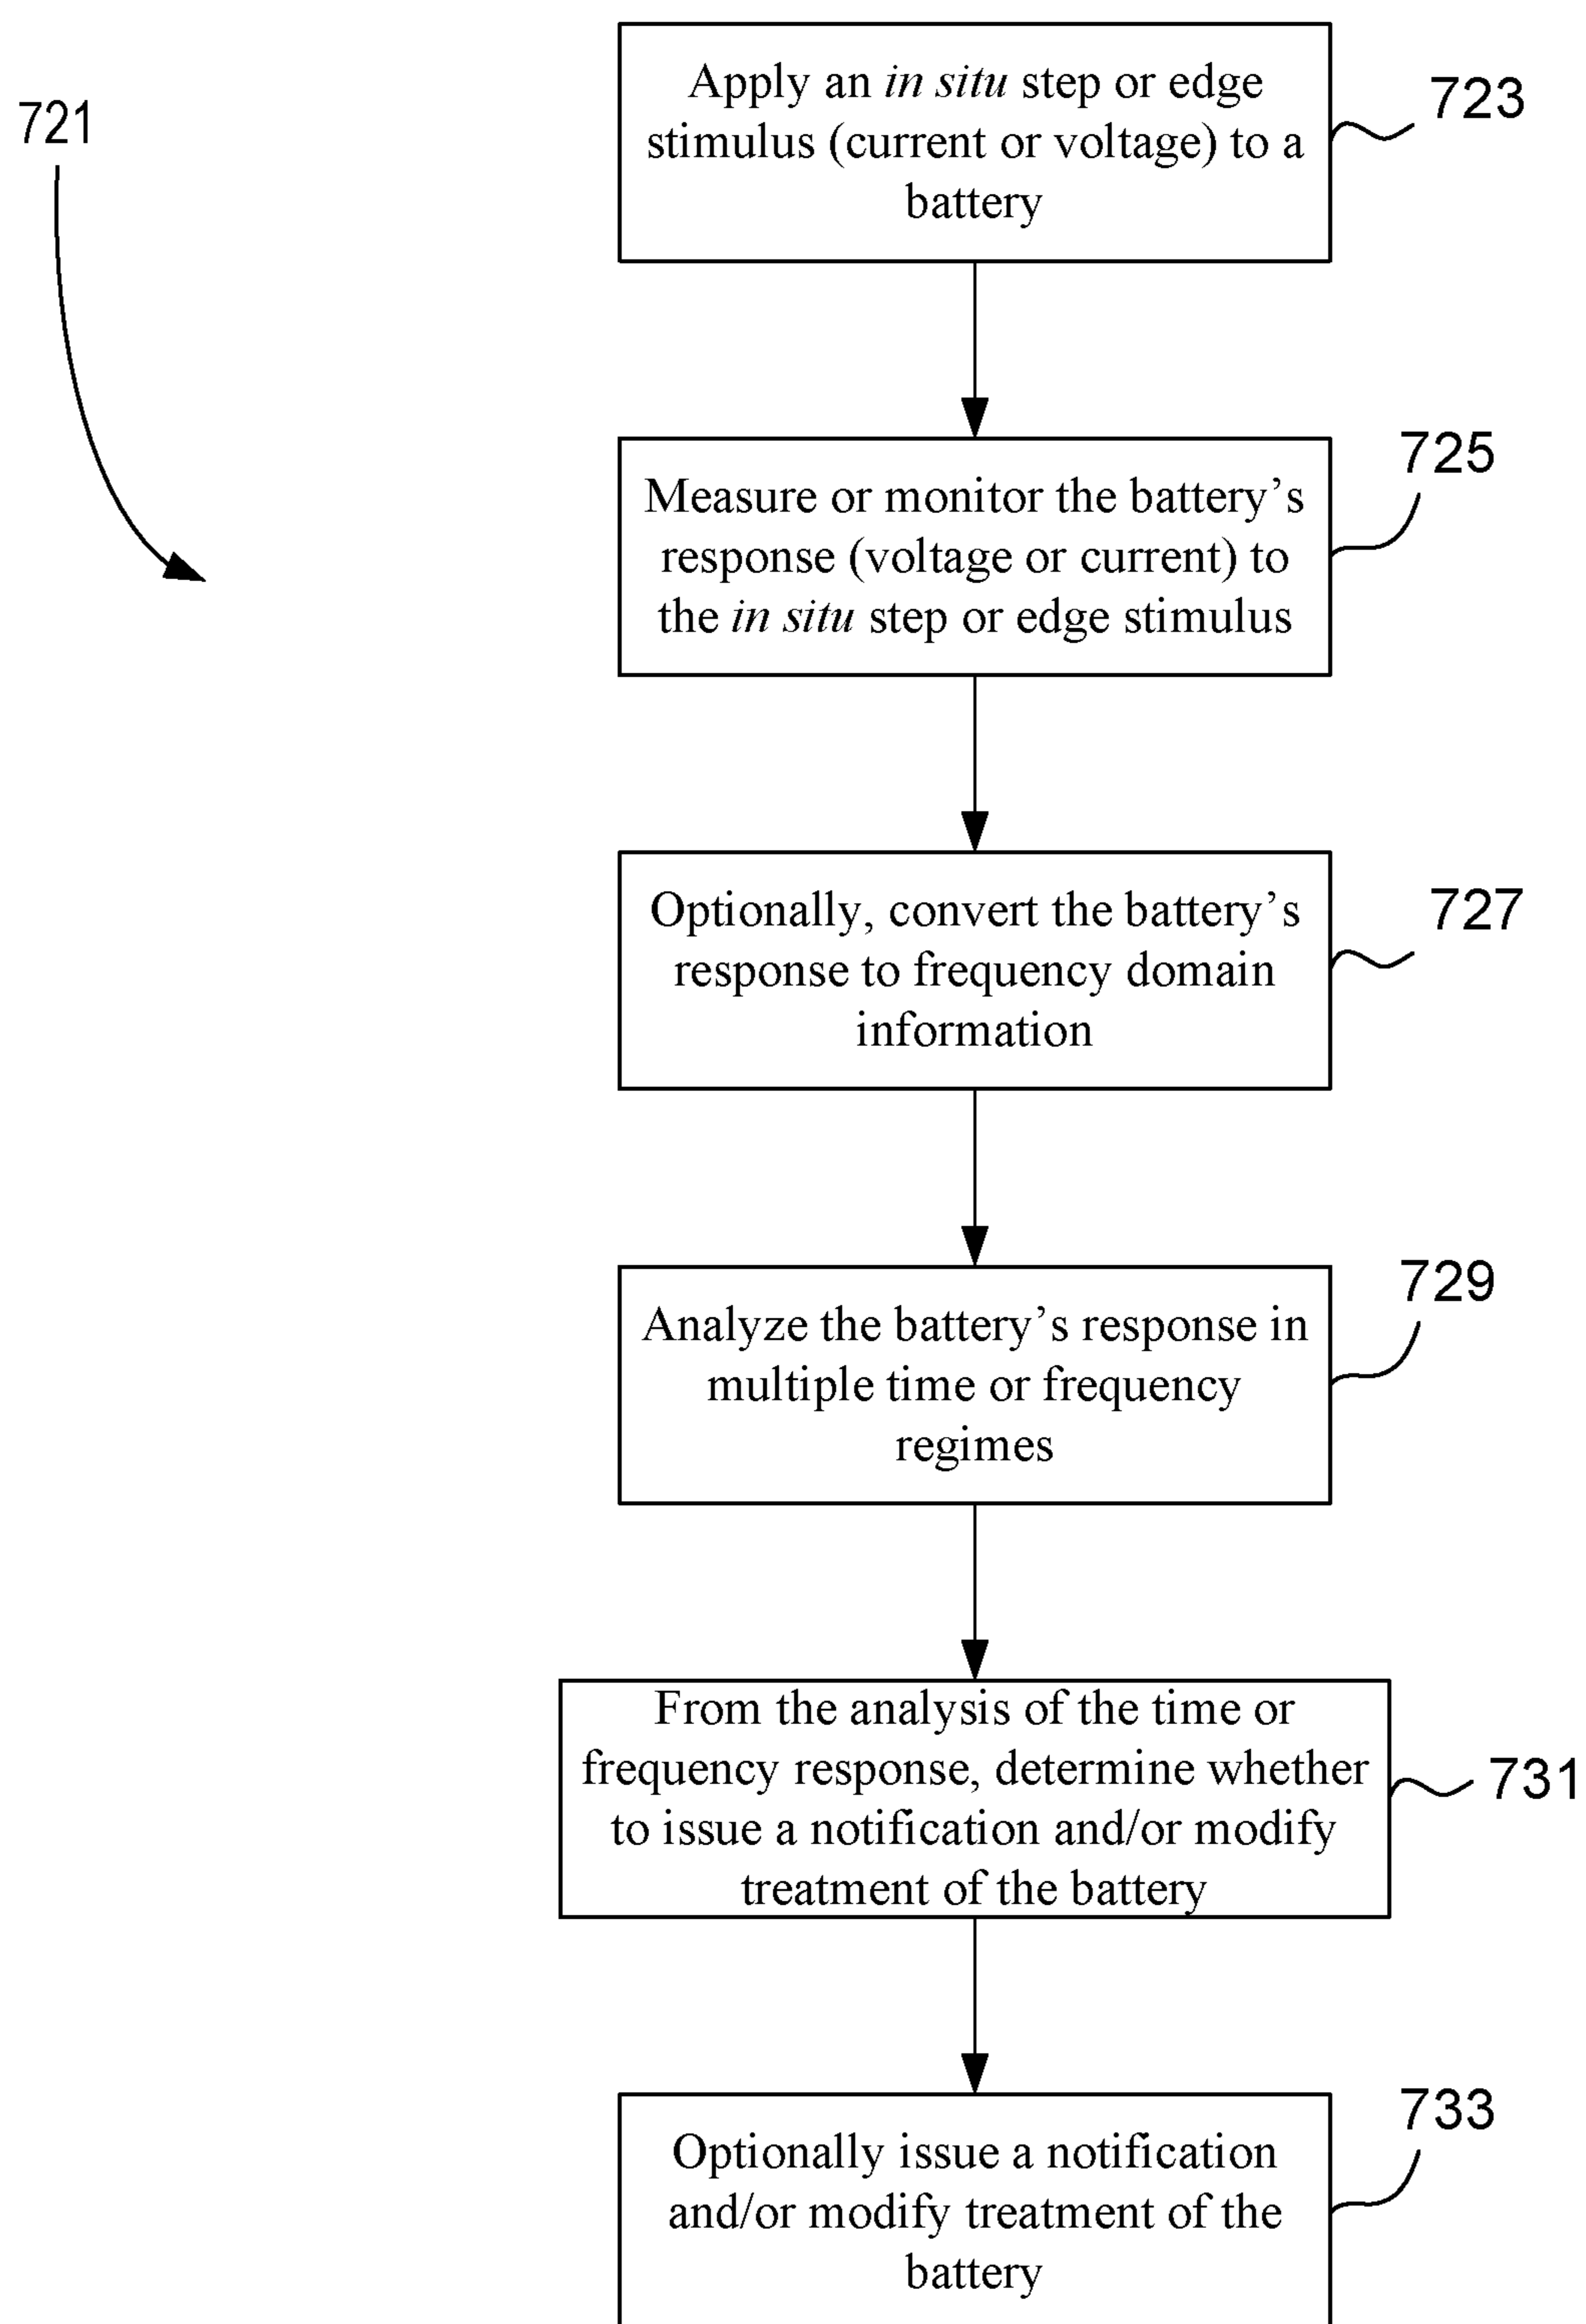 721
Apply an in situ step or edge
stimulus (current or voltage) to a
battery
723
Measure or monitor the battery’s
response (voltage or current) to
the in situ step or edge stimulus
725
Optionally, convert the battery’s
response to frequency domain
information
727
Analyze the battery’s response in
multiple time or frequency
regimes
729
From the analysis of the time or
frequency response, determine whether
to issue a notification and/or modify
treatment of the battery
731
Optionally issue a notification
and/or modify treatment of the
battery
733